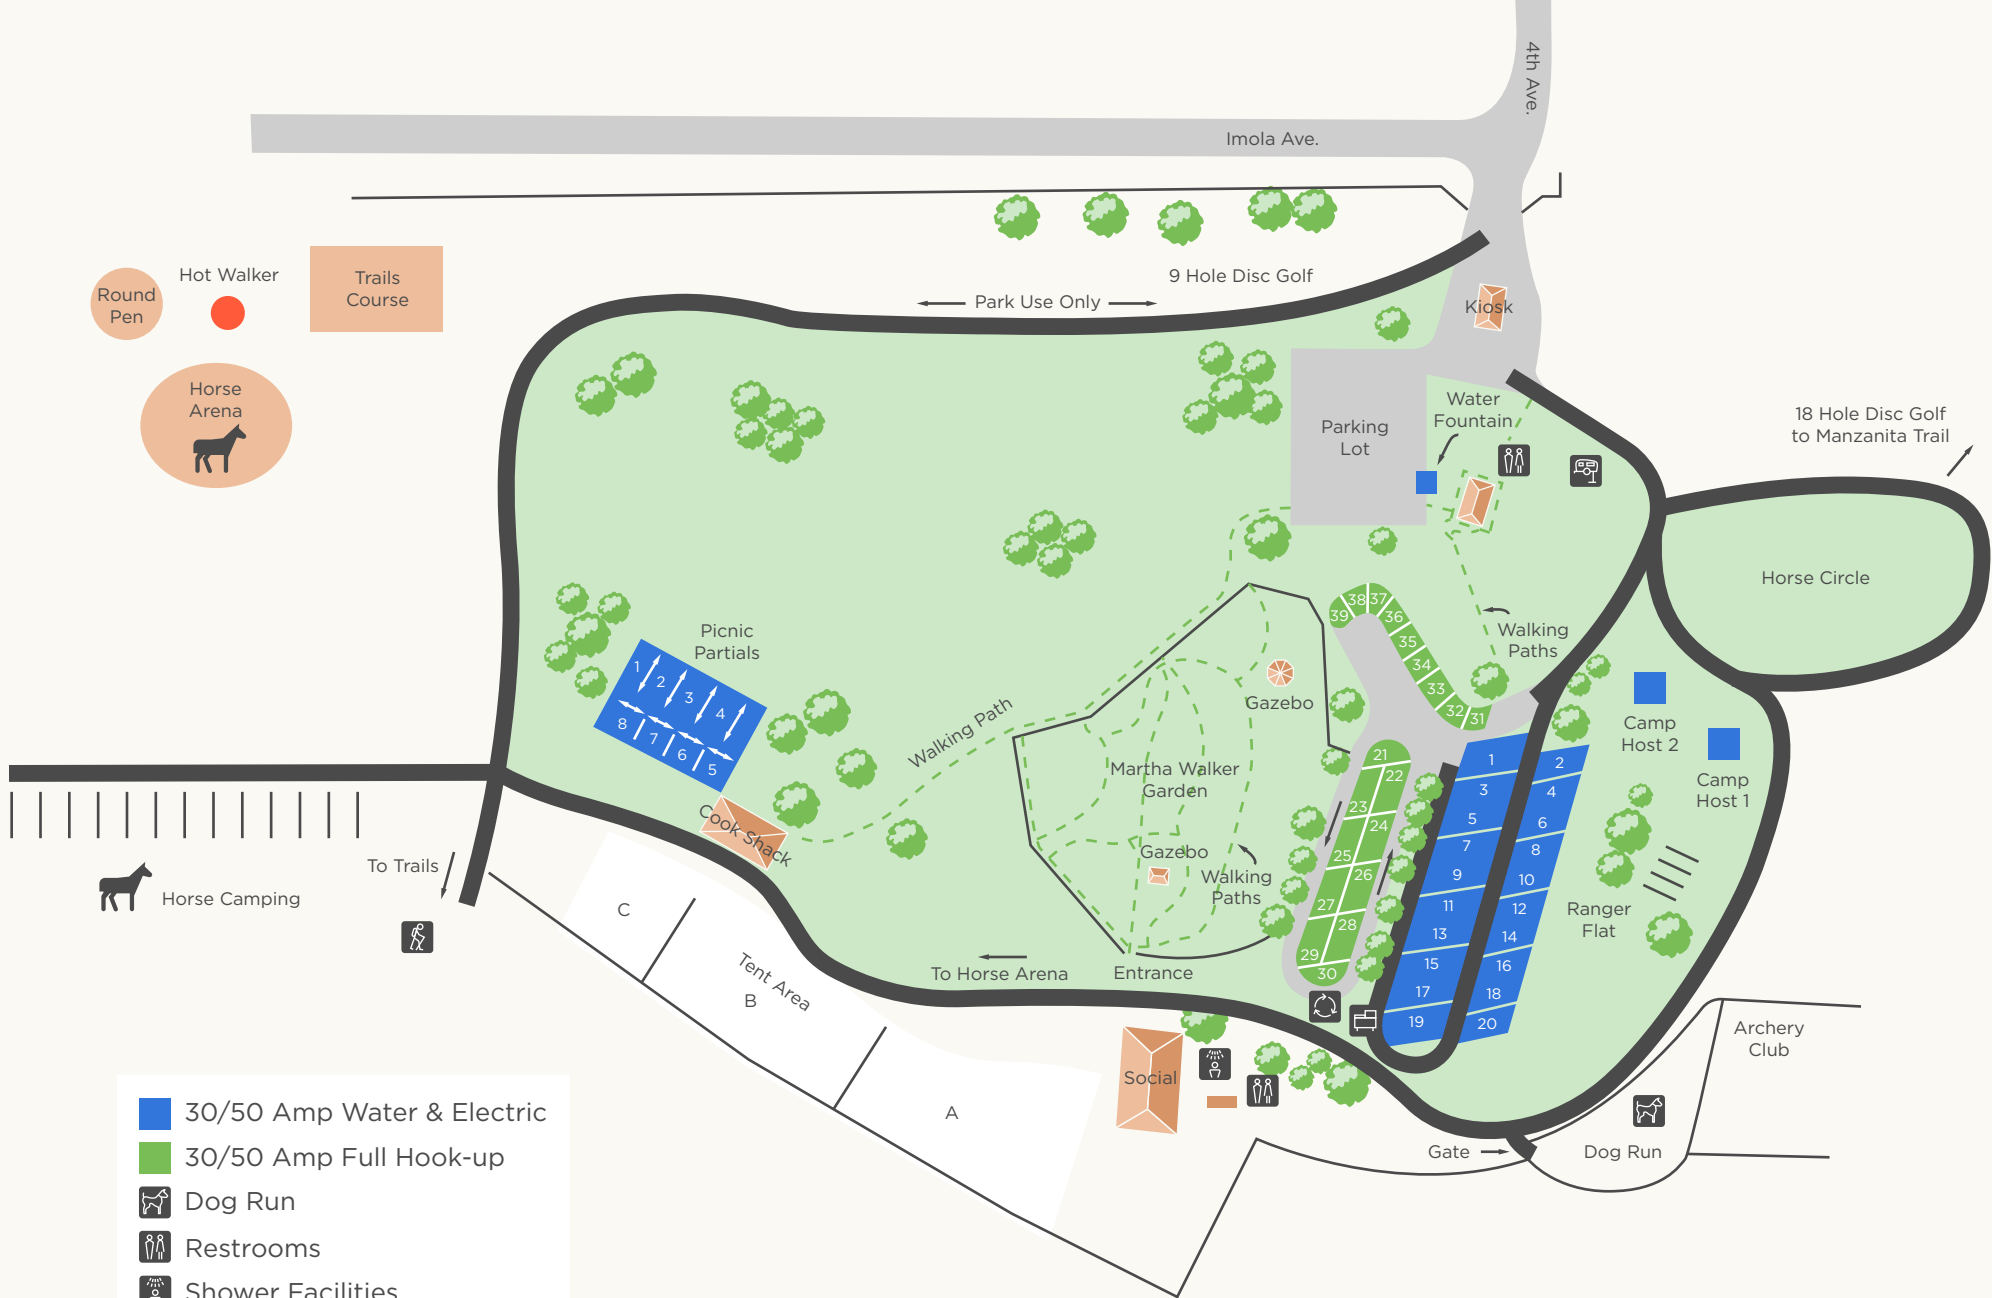 4th Ave.
Imola Ave.
9 Hole Disc Golf
Park Use Only
Kiosk
Hot Walker
Round
Pen
Trails
Course
Horse
Arena
Water
Fountain
Parking
Lot
18 Hole Disc Golf
to Manzanita Trail
Horse Circle
Walking
Paths
39
38
37
36
35
34
33
32
31
Picnic
Partials
1
2
3
4
8
7
6
5
Cook Shack
Walking Path
Gazebo
Martha Walker
Garden
Gazebo
Walking
Paths
Entrance
To Horse Arena
Camp
Host 2
Camp
Host 1
21
22
23
24
25
26
27
28
29
30
1
3
5
7
9
11
13
15
17
19
2
4
6
8
10
12
14
16
18
20
Ranger
Flat
To Trails
Horse Camping
C
Tent Area
B
A
Social
Archery
Club
Gate
Dog Run
30/50 Amp Water & Electric
30/50 Amp Full Hook-up
Dog Run
Restrooms
Shower Facilities